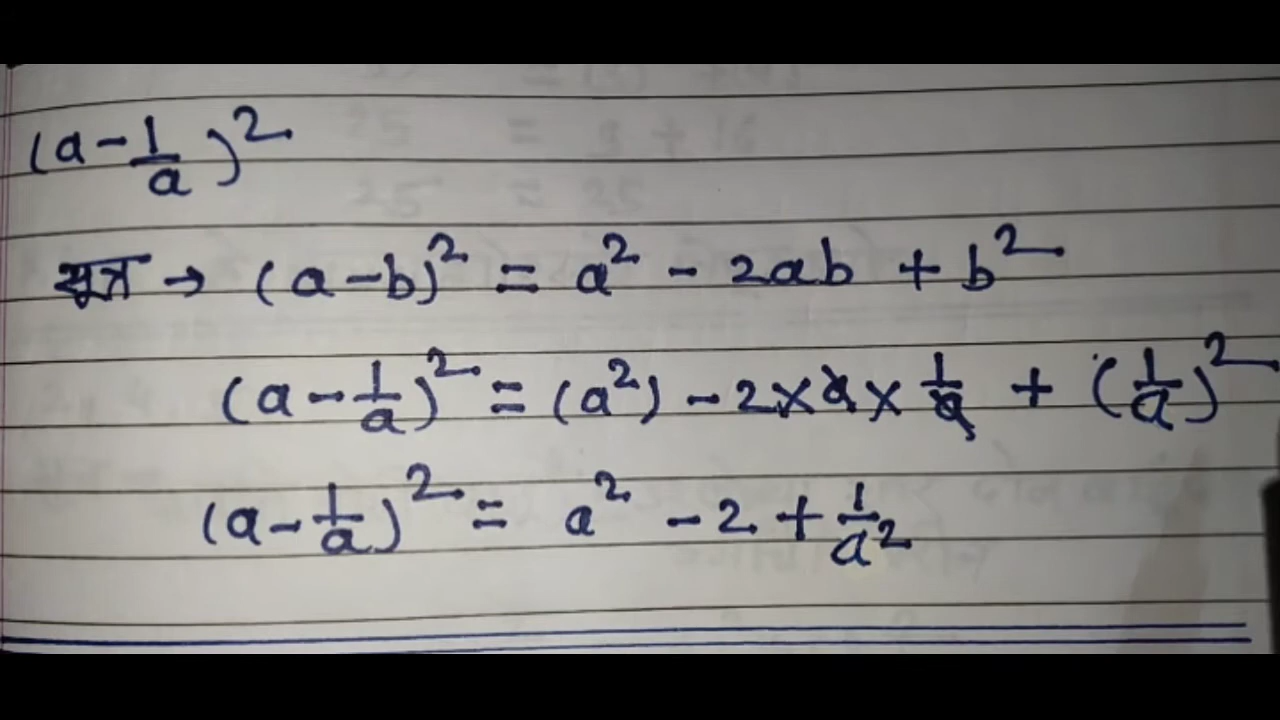 (a - 1/a)²
सूत्र → (a - b)² = a² - 2ab + b²
(a - 1/a)² = (a²) - 2 × a × 1/a + (1/a)²
(a - 1/a)² = a² - 2 + 1/a²